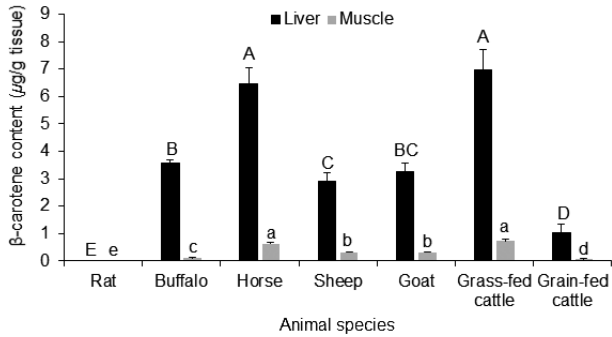 Liver Muscle
β-carotene content (µg/g tissue)
9
8
7
6
5
4
3
2
1
0
E e
B c
A a
C b
BC b
A a
D d
Rat Buffalo Horse Sheep Goat Grass-fed cattle Grain-fed cattle
Animal species